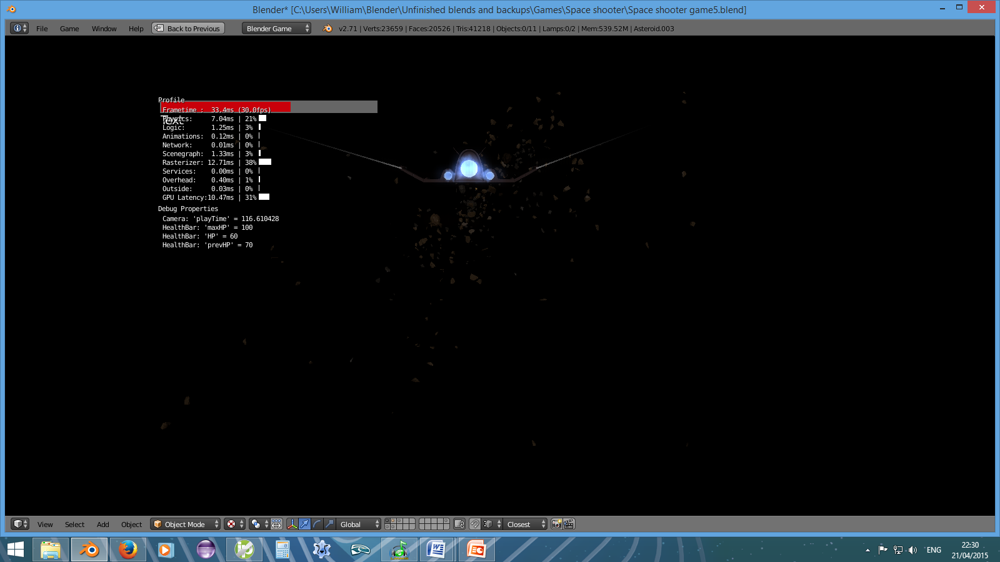 Blender* [C:\Users\William\Blender\Unfinished blends and backups\Games\Space shooter\Space shooter game5.blend]
File Game Window Help Back to Previous Blender Game v2.71 | Verts:23659 | Faces:20526 | Tris:41218 | Objects:0/11 | Lamps:0/2 | Mem:539.52M | Asteroid.003
Profile
Frametime : 33.4ms (30.0fps)
Physics: 7.04ms | 21%
Text
Logic: 1.25ms | 3%
Animations: 0.12ms | 0%
Network: 0.01ms | 0%
Scenegraph: 1.33ms | 3%
Rasterizer: 12.71ms | 38%
Services: 0.00ms | 0%
Overhead: 0.40ms | 1%
Outside: 0.03ms | 0%
GPU Latency:10.47ms | 31%
Debug Properties
Camera: 'playTime' = 116.610428
HealthBar: 'maxHP' = 100
HealthBar: 'HP' = 60
HealthBar: 'prevHP' = 70
View Select Add Object Object Mode Global Closest
ENG 22:30
21/04/2015